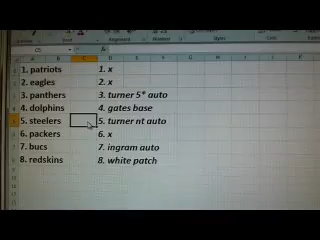 1. patriots 1. x
2. eagles 2. x
3. panthers 3. turner 5* auto
4. dolphins 4. gates base
5. steelers 5. turner nt auto
6. packers 6. x
7. bucs 7. ingram auto
8. redskins 8. white patch